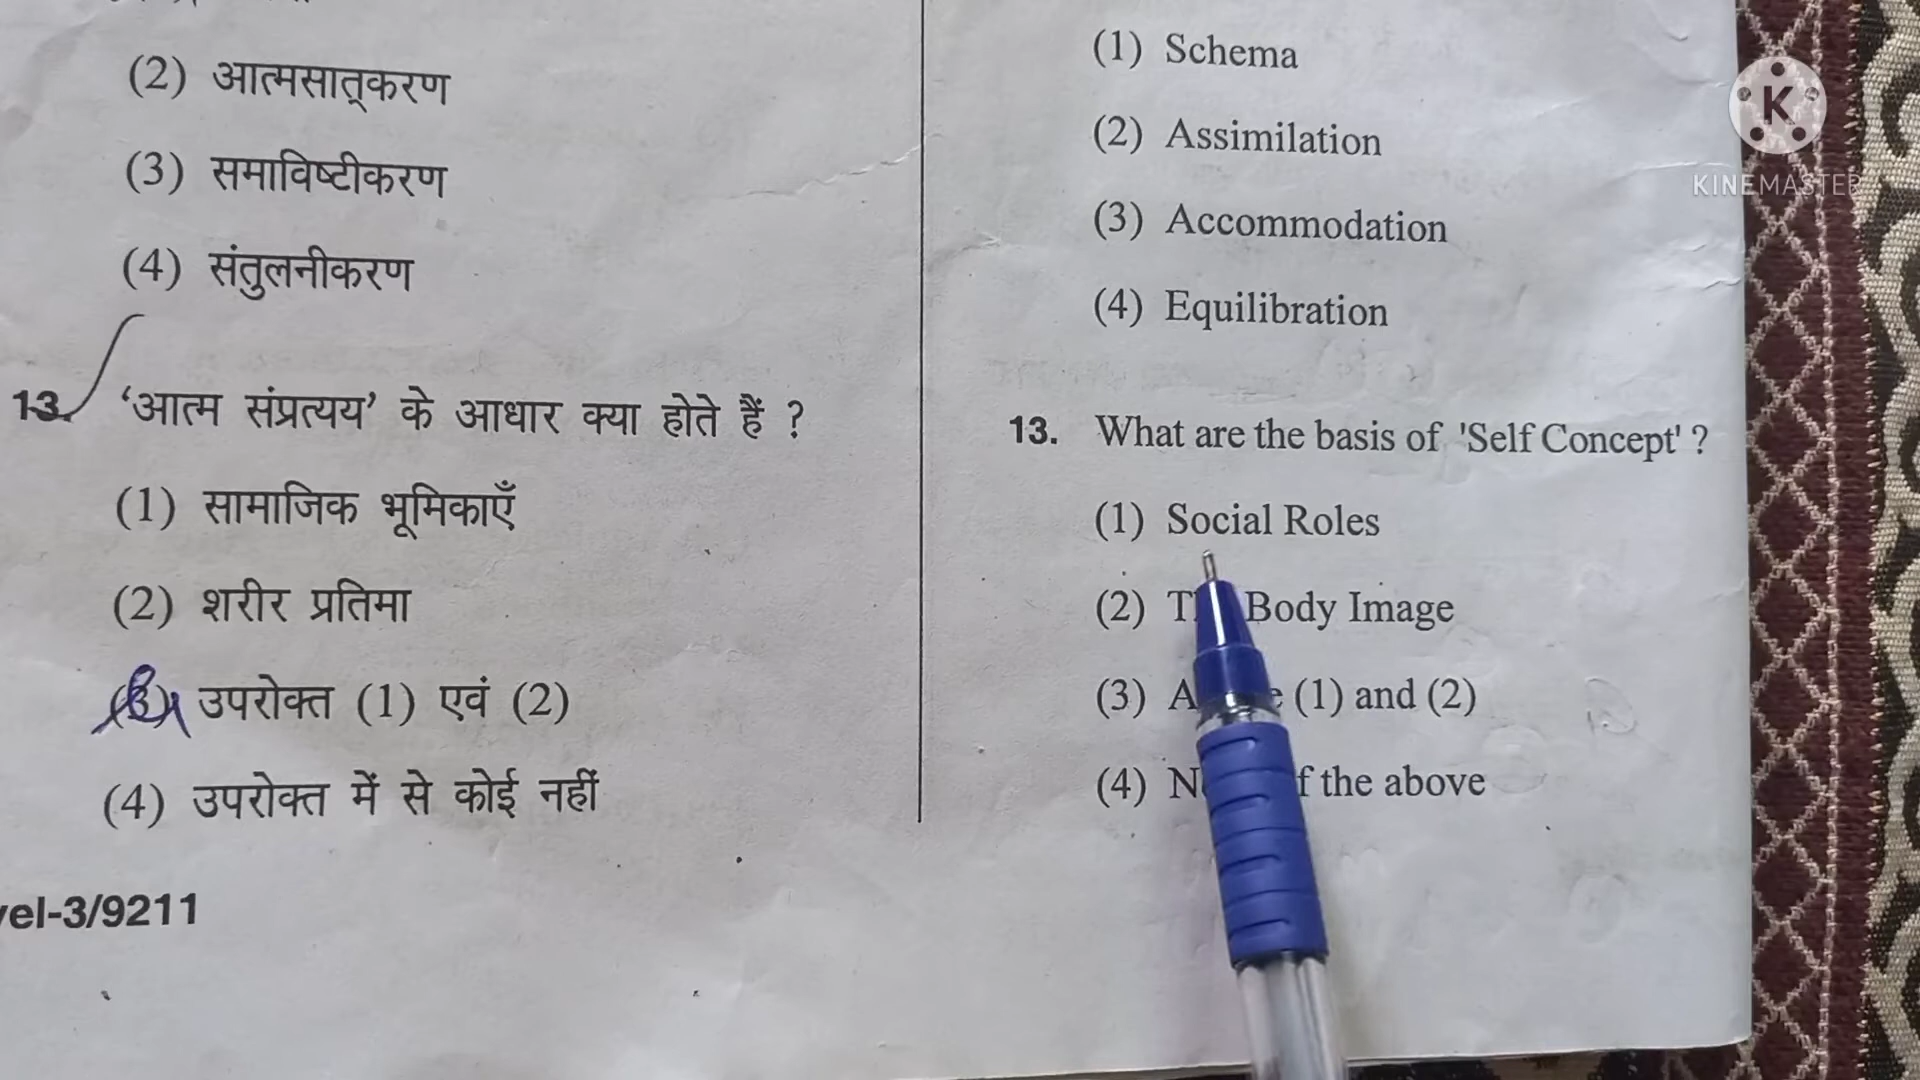 (2) आत्मसात्करण
(3) समाविष्टीकरण
(4) संतुलनीकरण
13. ‘आत्म संप्रत्यय’ के आधार क्या होते हैं ?
(1) सामाजिक भूमिकाएँ
(2) शरीर प्रतिमा
(3) उपरोक्त (1) एवं (2)
(4) उपरोक्त में से कोई नहीं
vel-3/9211
(1) Schema
(2) Assimilation
(3) Accommodation
(4) Equilibration
13. What are the basis of 'Self Concept' ?
(1) Social Roles
(2) Body Image
(3) (1) and (2)
(4) the above
K
KINEMASTER